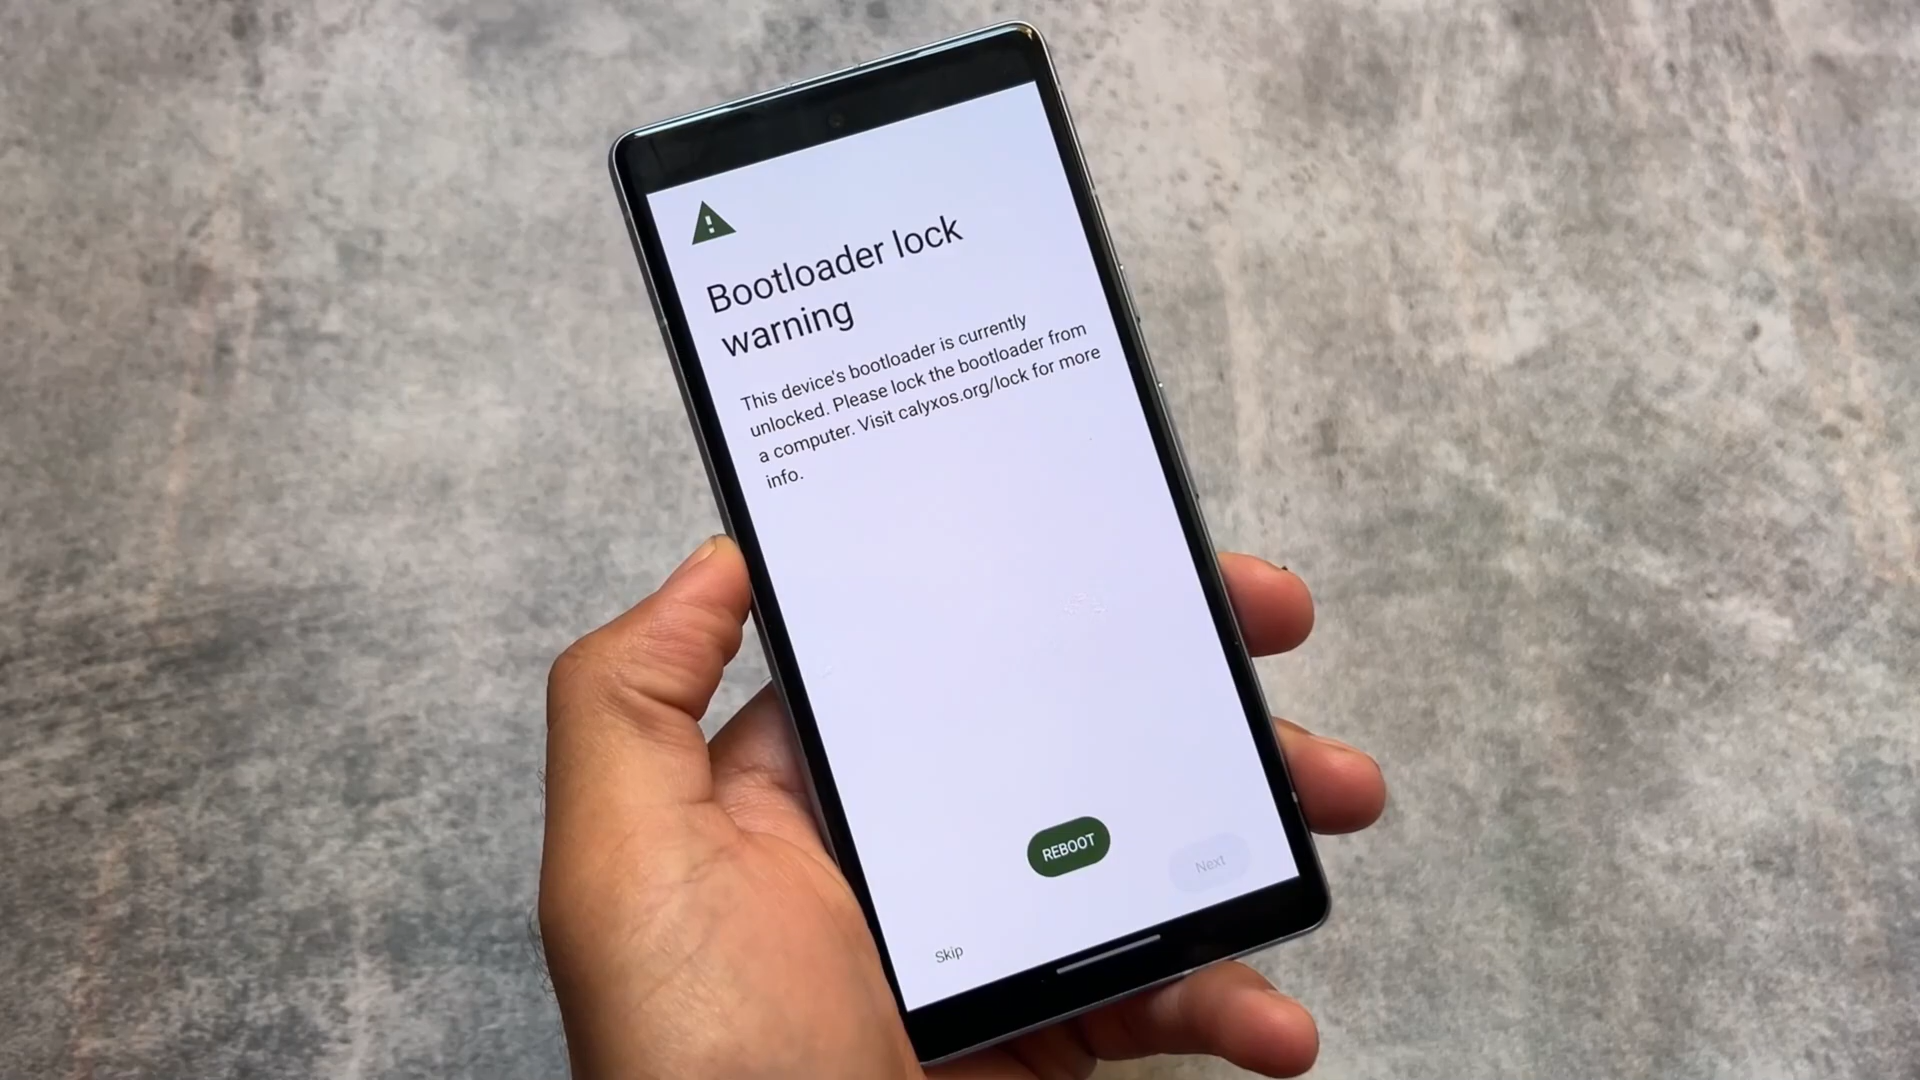 Bootloader lock
warning
This device's bootloader is currently
unlocked. Please lock the bootloader from
a computer. Visit calyxos.org/lock for more
info.
REBOOT
Next
Skip